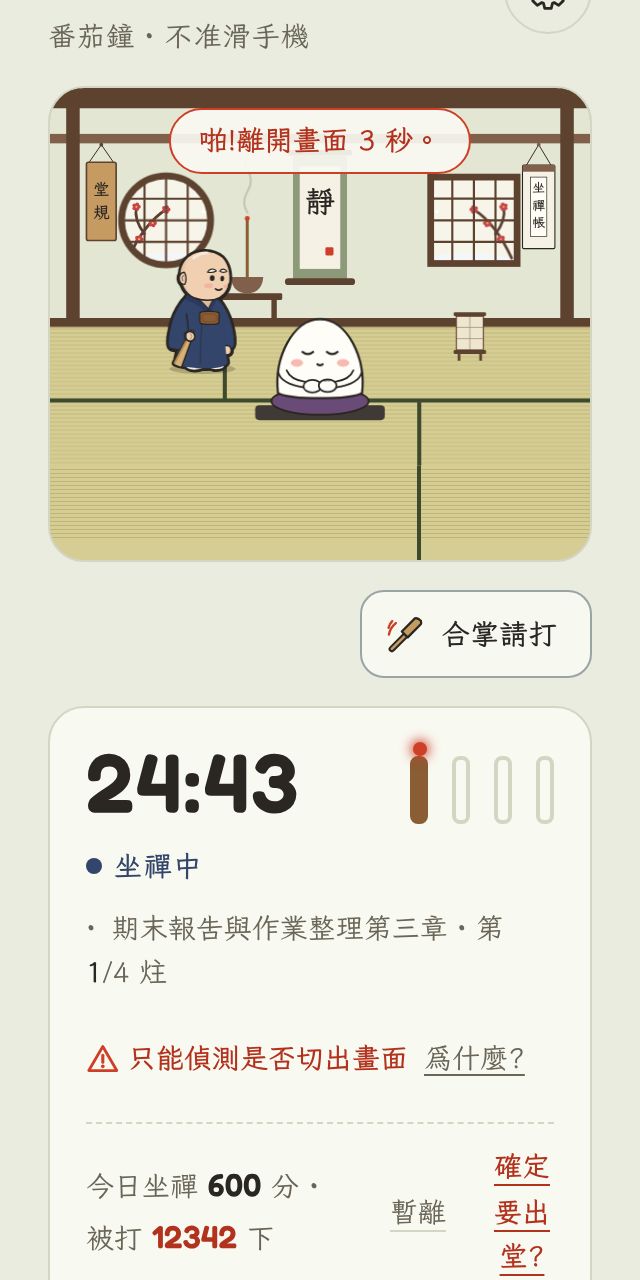 番茄鐘・不准滑手機
啪!離開畫面 3 秒。
堂規
靜
坐禪帳
合掌請打
24:43
坐禪中
・ 期末報告與作業整理第三章・第
1/4 炷
只能偵測是否切出畫面 為什麼?
今日坐禪 600 分・
被打 12342 下
暫離
確定
要出
堂?